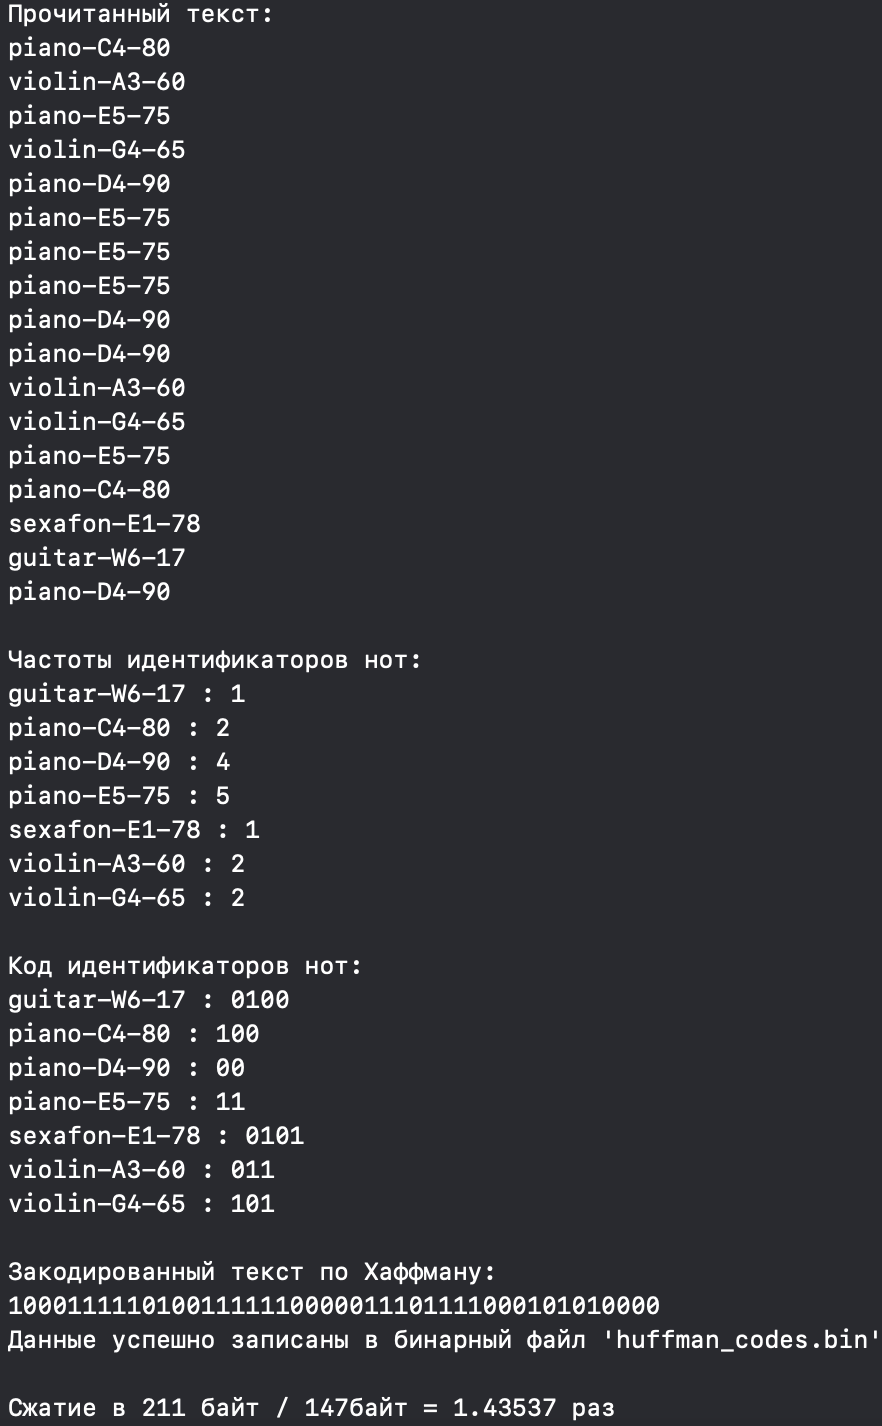 Прочитанный текст:
piano-C4-80
violin-A3-60
piano-E5-75
violin-G4-65
piano-D4-90
piano-E5-75
piano-E5-75
piano-E5-75
piano-D4-90
piano-D4-90
violin-A3-60
violin-G4-65
piano-E5-75
piano-C4-80
sexafon-E1-78
guitar-W6-17
piano-D4-90
Частоты идентификаторов нот:
guitar-W6-17 : 1
piano-C4-80 : 2
piano-D4-90 : 4
piano-E5-75 : 5
sexafon-E1-78 : 1
violin-A3-60 : 2
violin-G4-65 : 2
Код идентификаторов нот:
guitar-W6-17 : 0100
piano-C4-80 : 100
piano-D4-90 : 00
piano-E5-75 : 11
sexafon-E1-78 : 0101
violin-A3-60 : 011
violin-G4-65 : 101
Закодированный текст по Хаффману:
10001111101001111110000011101111000101010000
Данные успешно записаны в бинарный файл 'huffman_codes.bin'
Сжатие в 211 байт / 147байт = 1.43537 раз